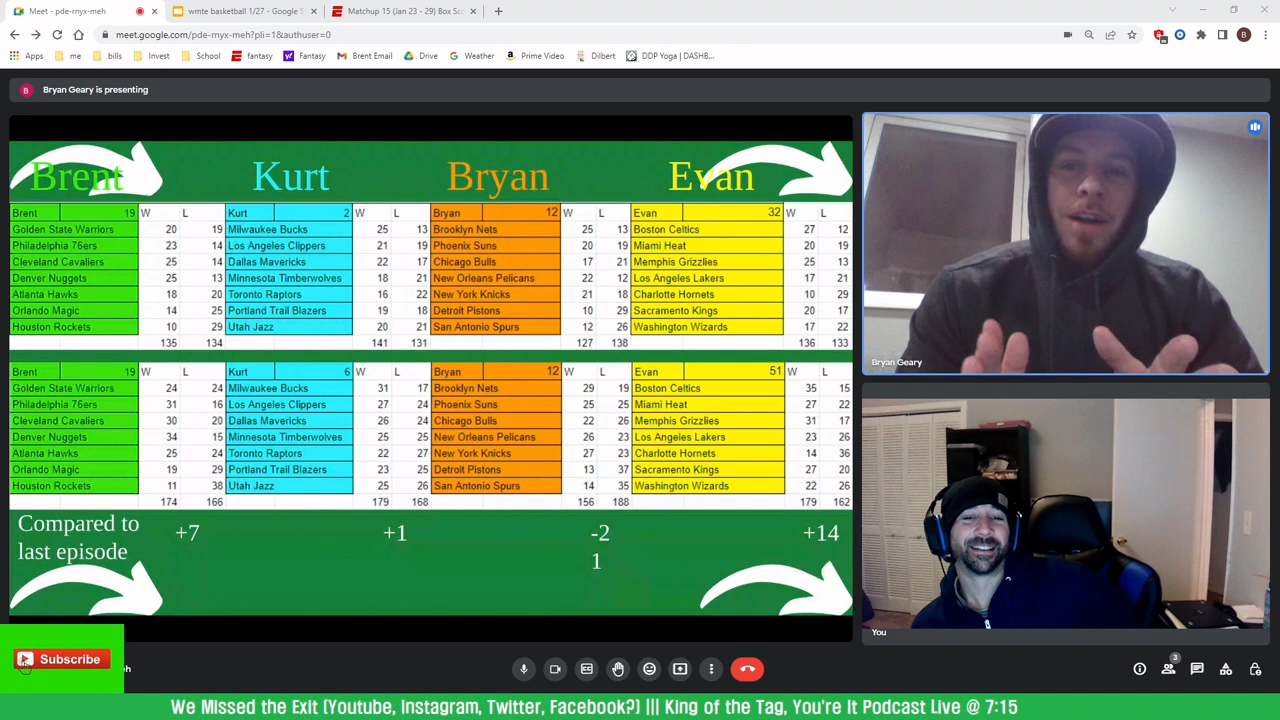 Meet - pde-rnyx-meh
wmte basketball 1/27 - Google S
Matchup 15 (Jan 23 - 29) Box Sc
meet.google.com/pde-rnyx-meh?pli=1&authuser=0
Apps me bills Invest School fantasy Fantasy Brent Email Drive Weather Prime Video Dilbert DDP Yoga | DASHB...
B Bryan Geary is presenting
Brent Kurt Bryan Evan
Brent 19 W L Kurt 2 W L Bryan 12 W L Evan 32 W L
Golden State Warriors 20 19 Milwaukee Bucks 25 13 Brooklyn Nets 25 13 Boston Celtics 27 12
Philadelphia 76ers 23 14 Los Angeles Clippers 21 19 Phoenix Suns 20 19 Miami Heat 20 19
Cleveland Cavaliers 25 14 Dallas Mavericks 22 17 Chicago Bulls 17 21 Memphis Grizzlies 25 13
Denver Nuggets 25 13 Minnesota Timberwolves 18 21 New Orleans Pelicans 22 12 Los Angeles Lakers 17 21
Atlanta Hawks 18 20 Toronto Raptors 16 22 New York Knicks 21 18 Charlotte Hornets 10 29
Orlando Magic 14 25 Portland Trail Blazers 19 18 Detroit Pistons 10 29 Sacramento Kings 20 17
Houston Rockets 10 29 Utah Jazz 20 21 San Antonio Spurs 12 26 Washington Wizards 17 22
135 134 141 131 127 138 136 133
Brent 19 W L Kurt 6 W L Bryan 12 W L Evan 51 W L
Golden State Warriors 24 24 Milwaukee Bucks 31 17 Brooklyn Nets 29 19 Boston Celtics 35 15
Philadelphia 76ers 31 16 Los Angeles Clippers 27 24 Phoenix Suns 25 25 Miami Heat 27 22
Cleveland Cavaliers 30 20 Dallas Mavericks 26 24 Chicago Bulls 22 26 Memphis Grizzlies 31 17
Denver Nuggets 34 15 Minnesota Timberwolves 25 25 New Orleans Pelicans 26 23 Los Angeles Lakers 23 26
Atlanta Hawks 25 24 Toronto Raptors 22 27 New York Knicks 27 23 Charlotte Hornets 14 36
Orlando Magic 19 29 Portland Trail Blazers 23 25 Detroit Pistons 13 37 Sacramento Kings 27 20
Houston Rockets 11 38 Utah Jazz 25 26 San Antonio Spurs 14 35 Washington Wizards 22 26
174 166 179 168 156 188 179 162
Compared to
last episode
+7 +1 -2
1
+14
Bryan Geary
You
Subscribe
eh
3
We Missed the Exit (Youtube, Instagram, Twitter, Facebook?) ||| King of the Tag, You're It Podcast Live @ 7:15